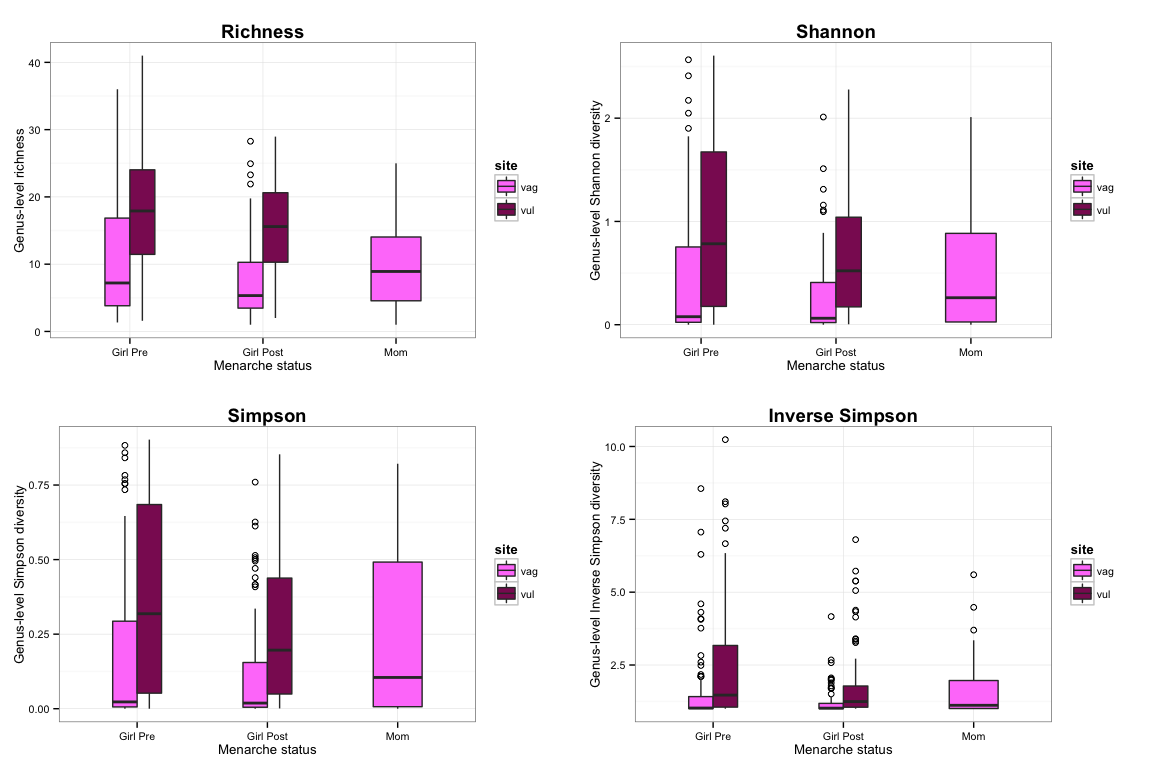 Richness
Genus-level richness
40
30
20
10
0
Girl Pre
Girl Post
Mom
Menarche status
site
vag
vul
Shannon
Genus-level Shannon diversity
2
1
0
Girl Pre
Girl Post
Mom
Menarche status
site
vag
vul
Simpson
Genus-level Simpson diversity
0.75
0.50
0.25
0.00
Girl Pre
Girl Post
Mom
Menarche status
site
vag
vul
Inverse Simpson
Genus-level Inverse Simpson diversity
10.0
7.5
5.0
2.5
Girl Pre
Girl Post
Mom
Menarche status
site
vag
vul